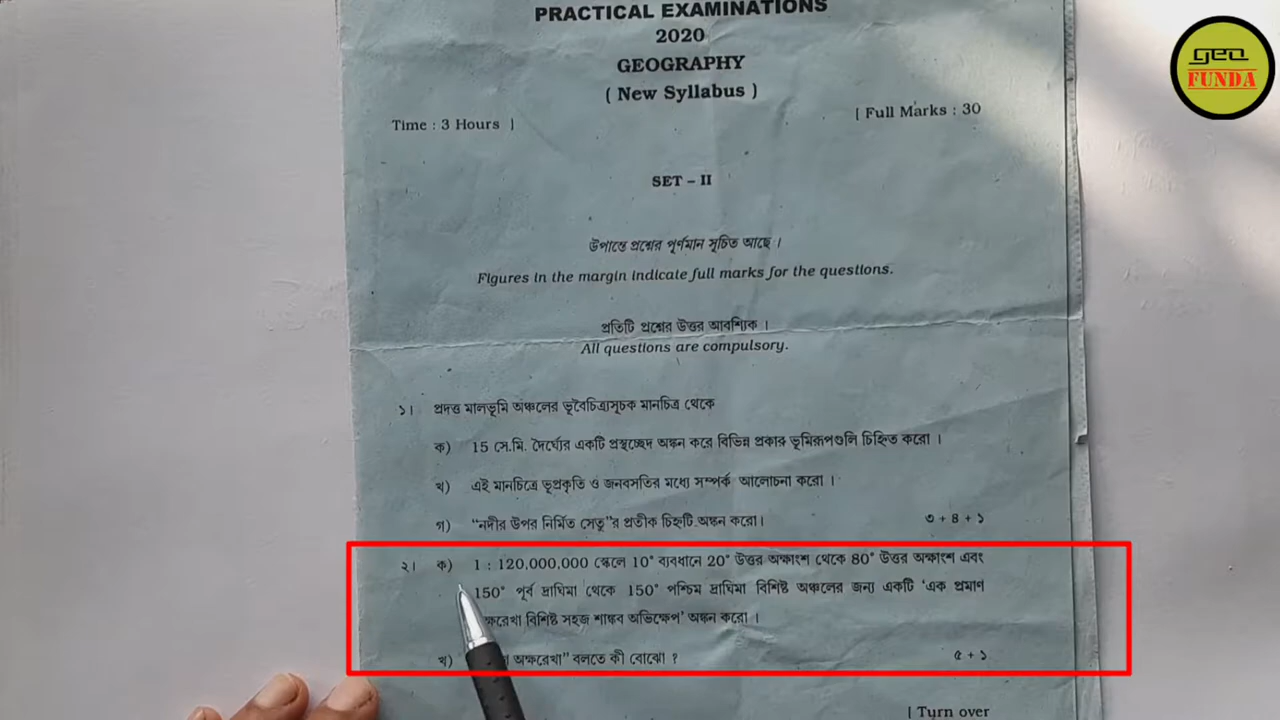 PRACTICAL EXAMINATIONS
2020
GEOGRAPHY
( New Syllabus )
Time : 3 Hours ]
[ Full Marks : 30
SET – II
উপান্তে প্রশ্নের পূর্ণমান সূচিত আছে ।
Figures in the margin indicate full marks for the questions.
প্রতিটি প্রশ্নের উত্তর আবশ্যিক ।
All questions are compulsory.
১। প্রদত্ত মালভূমি অঞ্চলের ভূবৈচিত্র্যসূচক মানচিত্র থেকে
ক) 15 সে.মি. দৈর্ঘ্যের একটি প্রস্থচ্ছেদ অঙ্কন করে বিভিন্ন প্রকার ভূমিরূপগুলি চিহ্নিত করো ।
খ) এই মানচিত্রে ভূপ্রকৃতি ও জনবসতির মধ্যে সম্পর্ক আলোচনা করো ।
গ) “নদীর উপর নির্মিত সেতু”র প্রতীক চিহ্নটি অঙ্কন করো। ৩ + ৪ + ১
২। ক) 1 : 120,000,000 স্কেলে 10° ব্যবধানে 20° উত্তর অক্ষাংশ থেকে 80° উত্তর অক্ষাংশ এবং
150° পূর্ব দ্রাঘিমা থেকে 150° পশ্চিম দ্রাঘিমা বিশিষ্ট অঞ্চলের জন্য একটি ‘এক প্রমাণ
ক্ষরেখা বিশিষ্ট সহজ শাঙ্কব অভিক্ষেপ’ অঙ্কন করো ।
খ) অক্ষরেখা” বলতে কী বোঝো ? ৫ + ১
[ Turn over
geo
FUNDA